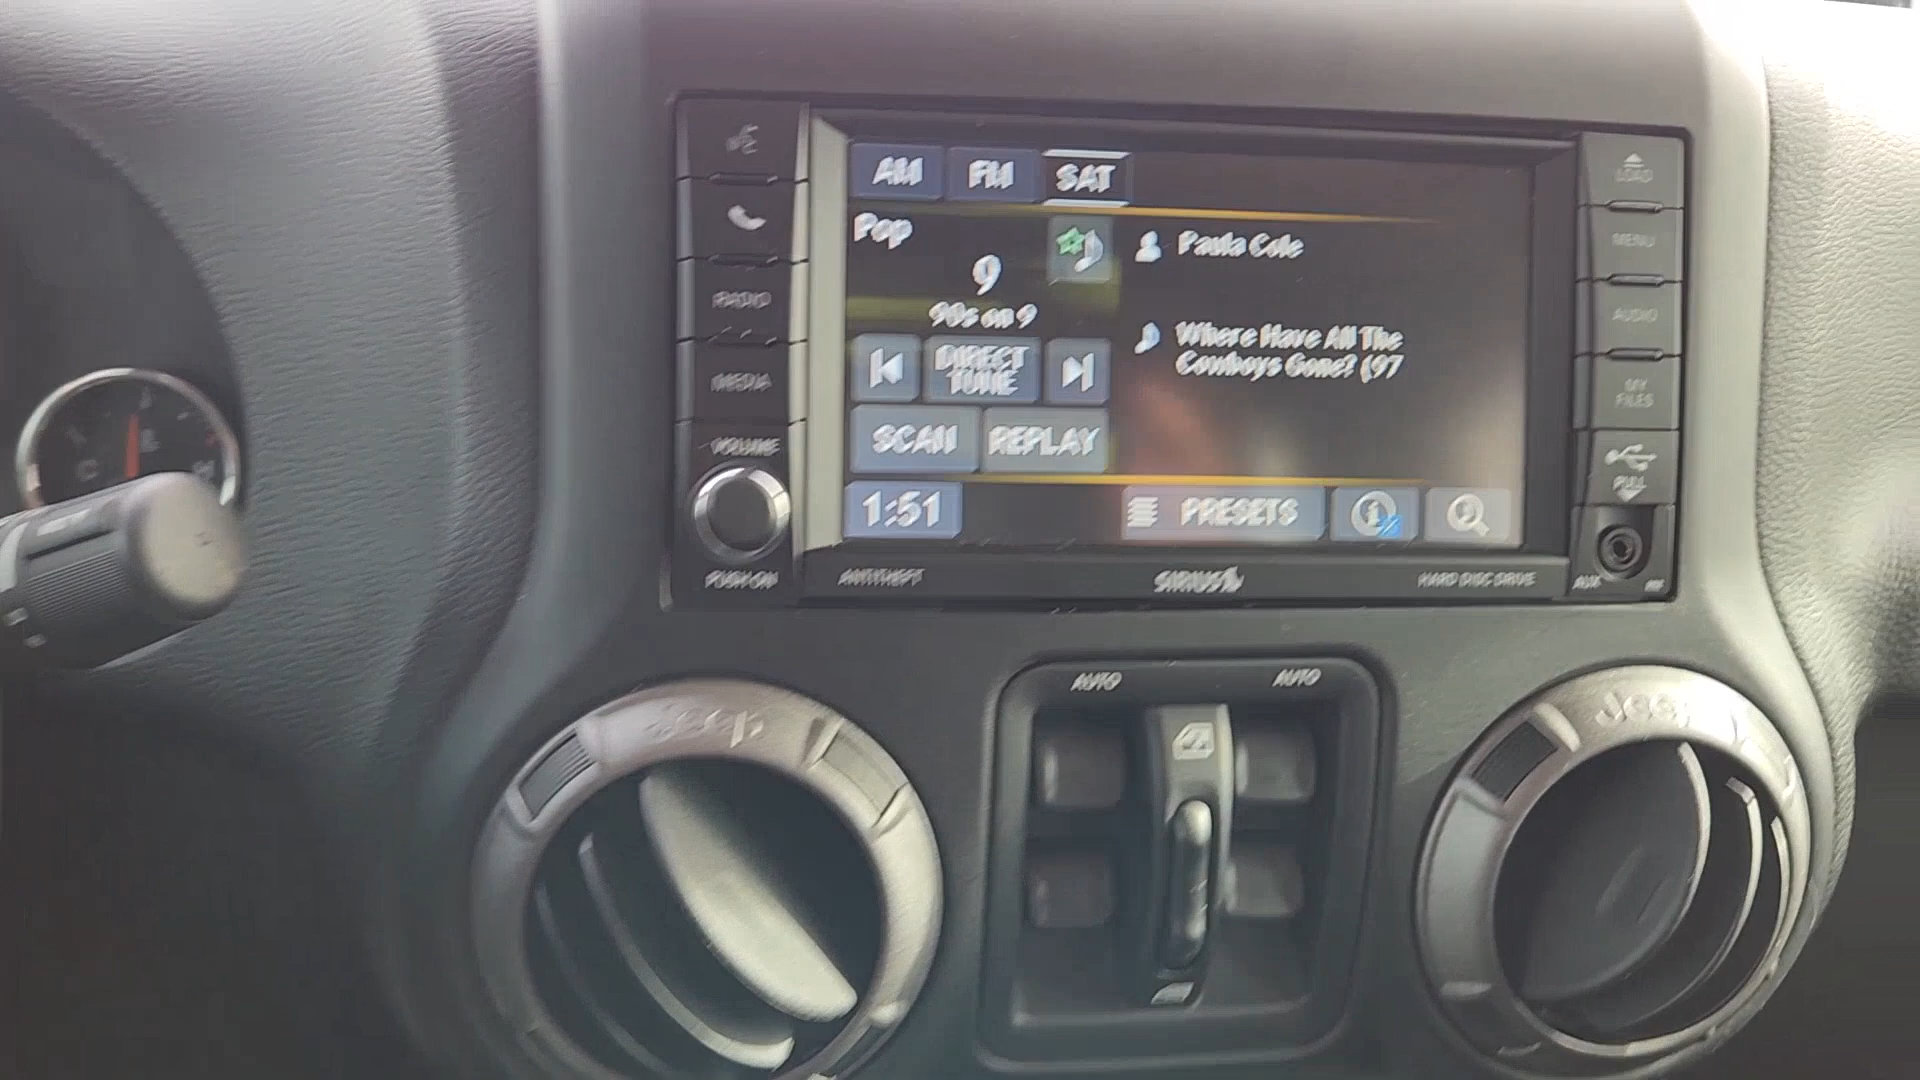 AM FM SAT
Pop
9
90s on 9
DIRECT
TUNE
SCAN REPLAY
1:51
Paula Cole
Where Have All The
Cowboys Gone? (97
PRESETS
RADIO
MEDIA
VOLUME
PUSH ON
ANTI THEFT
SIRIUS
HARD DISC DRIVE
LOAD
MENU
AUDIO
MY
FILES
PULL
AUX
AUTO AUTO
Jeep
Jeep
C H